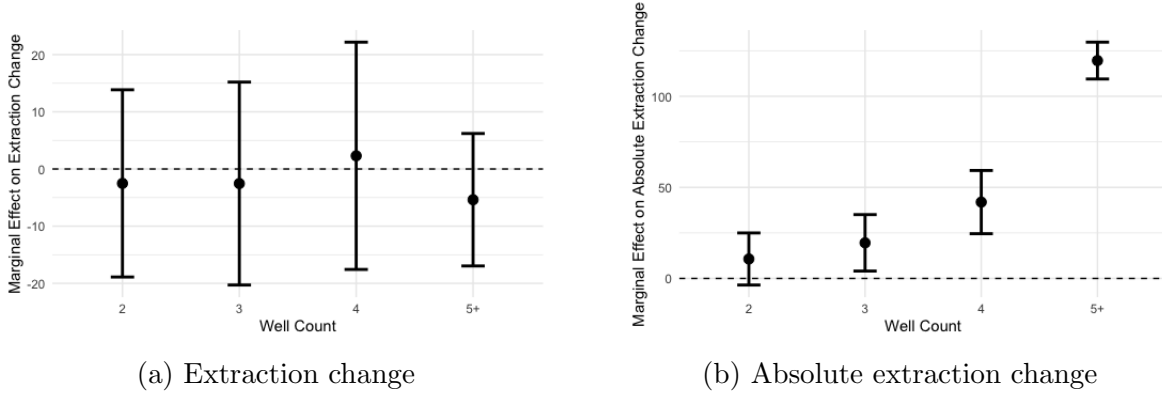 Marginal Effect on Extraction Change
20
10
0
-10
-20
2 3 4 5+
Well Count
(a) Extraction change
Marginal Effect on Absolute Extraction Change
100
50
0
2 3 4 5+
Well Count
(b) Absolute extraction change